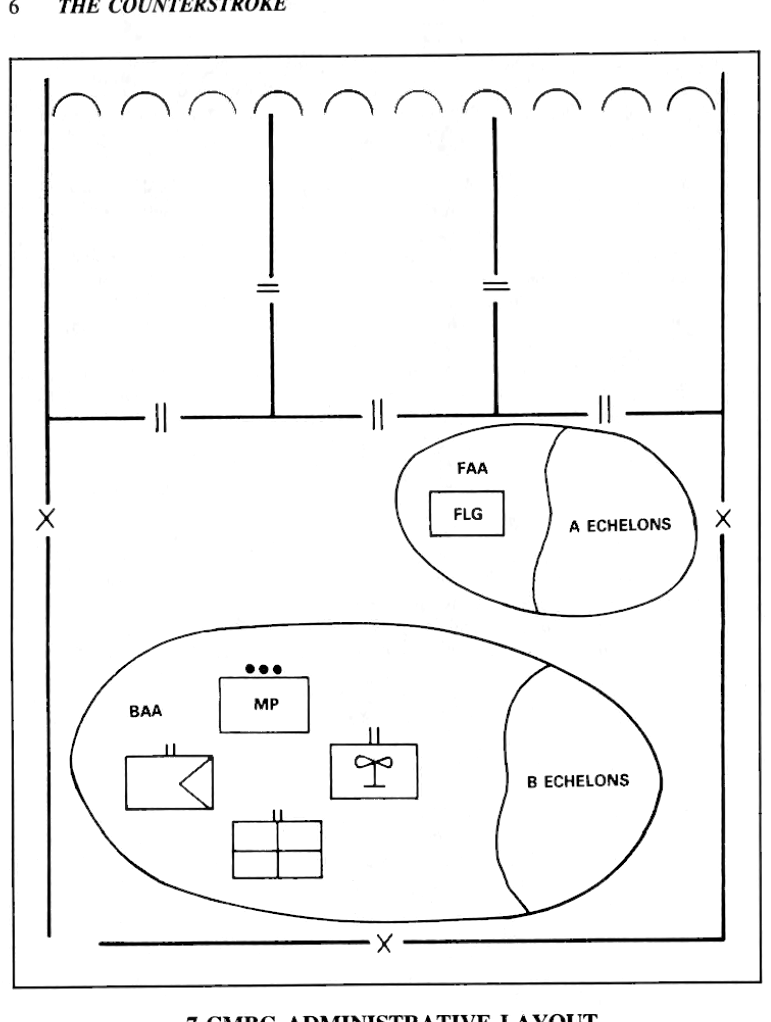 6 THE COUNTERSTROKE
FAA
FLG
A ECHELONS
MP
BAA
B ECHELONS
7 CMBG ADMINISTRATIVE LAYOUT